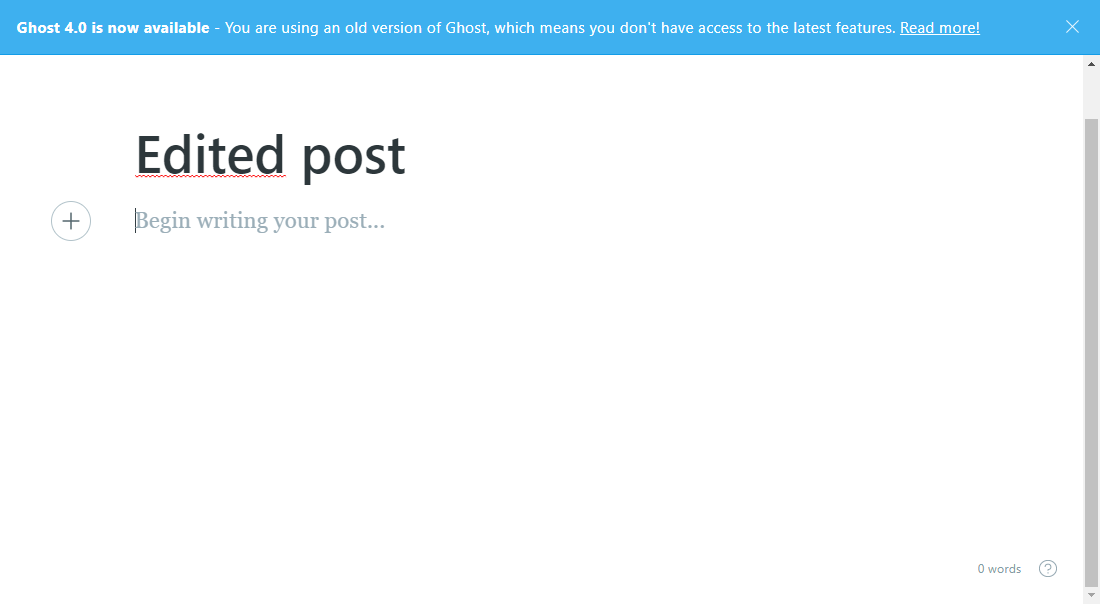 Ghost 4.0 is now available - You are using an old version of Ghost, which means you don't have access to the latest features. Read more!
Edited post
Begin writing your post...
0 words
?